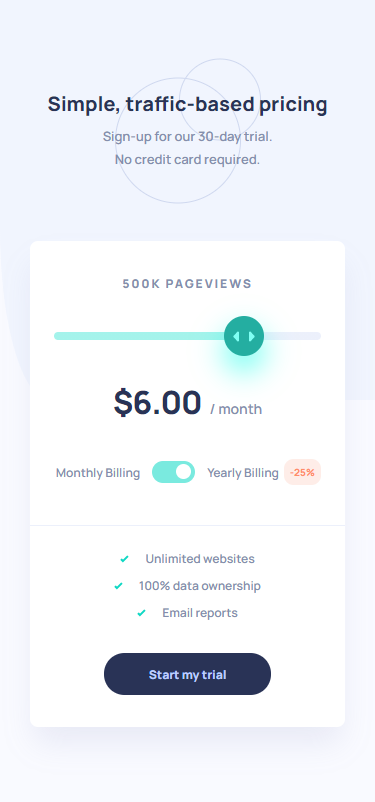 Simple, traffic-based pricing
Sign-up for our 30-day trial.
No credit card required.
500K PAGEVIEWS
$6.00 / month
Monthly Billing Yearly Billing -25%
Unlimited websites
100% data ownership
Email reports
Start my trial